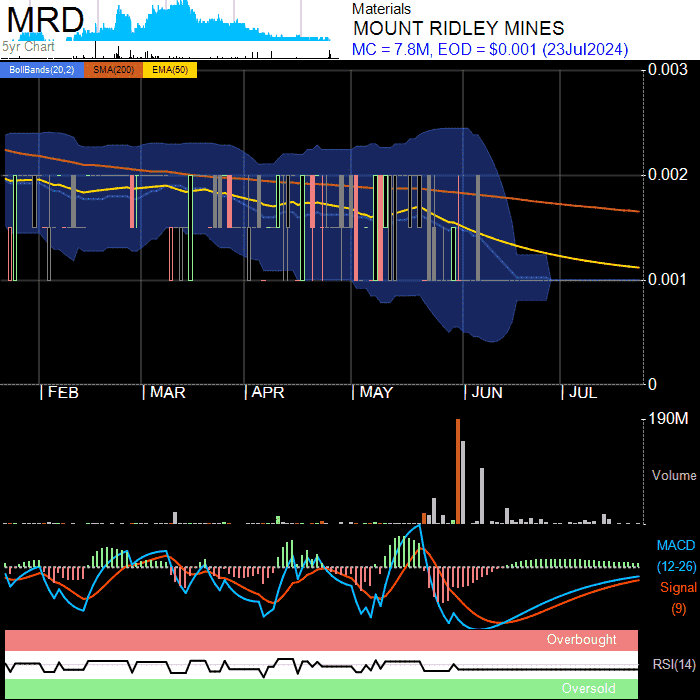 MRD
5yr Chart
Materials
MOUNT RIDLEY MINES
MC = 7.8M, EOD = $0.001 (23Jul2024)
BollBands(20,2) SMA(200) EMA(50)
0.003
0.002
0.001
0
FEB MAR APR MAY JUN JUL
190M
Volume
MACD
(12-26)
Signal
(9)
Overbought
RSI(14)
Oversold